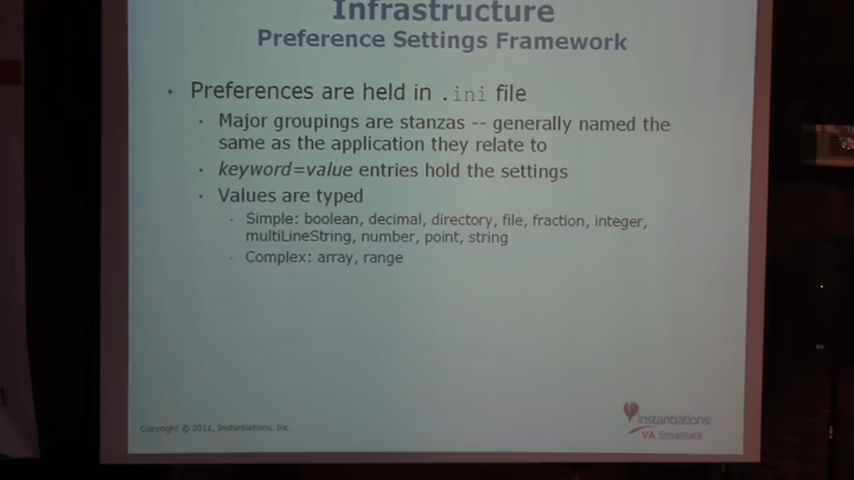 Infrastructure
Preference Settings Framework
• Preferences are held in .ini file
• Major groupings are stanzas -- generally named the
same as the application they relate to
• keyword=value entries hold the settings
• Values are typed
• Simple: boolean, decimal, directory, file, fraction, integer,
multiLineString, number, point, string
• Complex: array, range
Copyright © 2011, Instantiations, Inc.
instantiations
VA Smalltalk